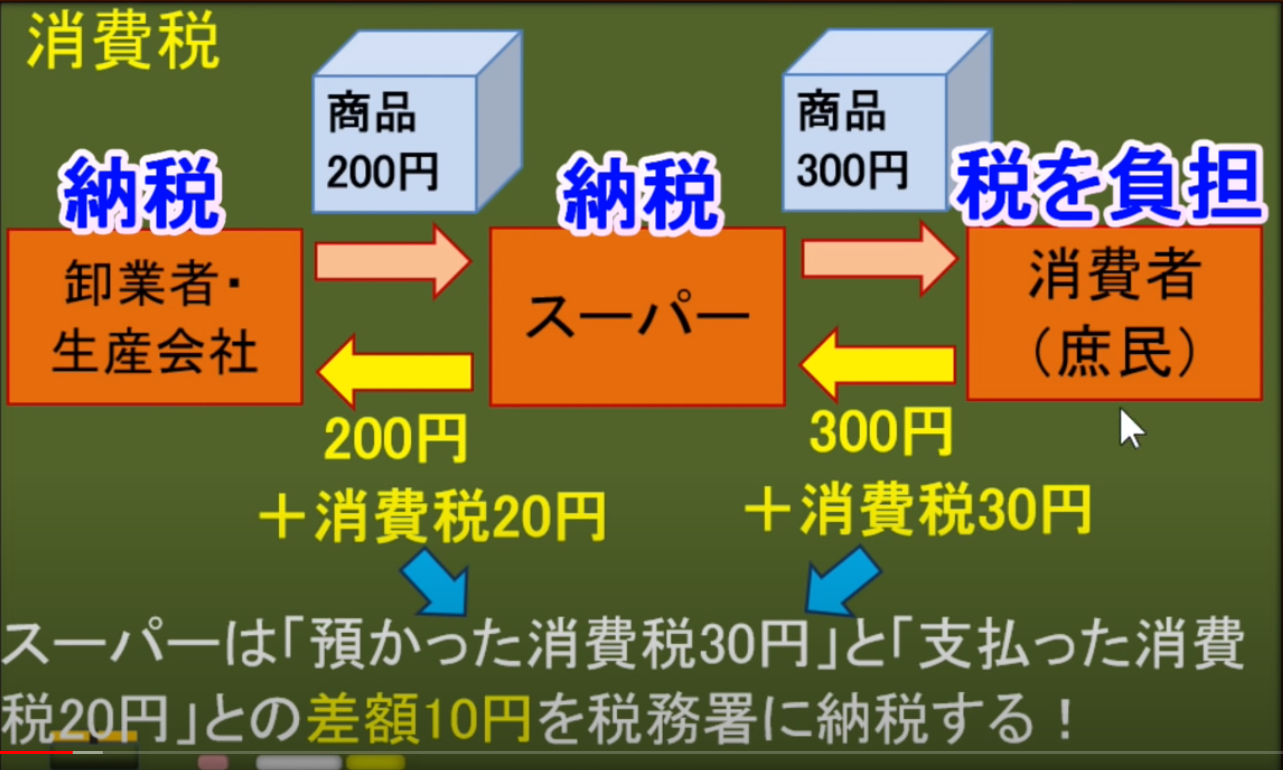 消費税
商品
200円
商品
300円
納税
納税
税を負担
卸業者・
生産会社
スーパー
消費者
（庶民）
200円
＋消費税20円
300円
＋消費税30円
スーパーは「預かった消費税30円」と「支払った消費
税20円」との差額10円を税務署に納税する！